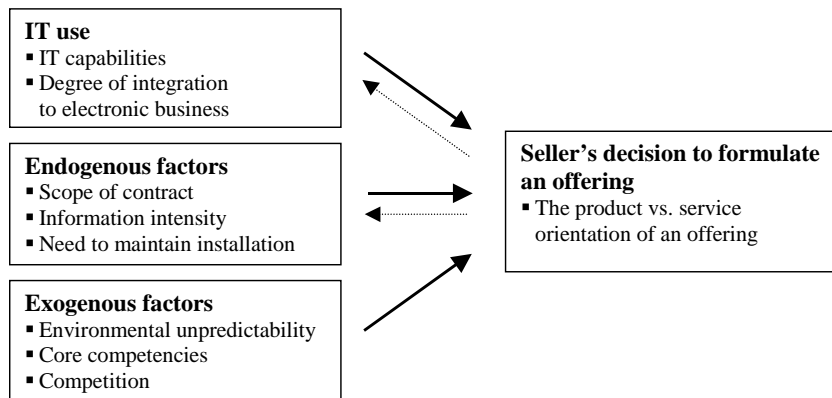 IT use
▪ IT capabilities
▪ Degree of integration
to electronic business
Endogenous factors
▪ Scope of contract
▪ Information intensity
▪ Need to maintain installation
Exogenous factors
▪ Environmental unpredictability
▪ Core competencies
▪ Competition
Seller's decision to formulate
an offering
▪ The product vs. service
orientation of an offering